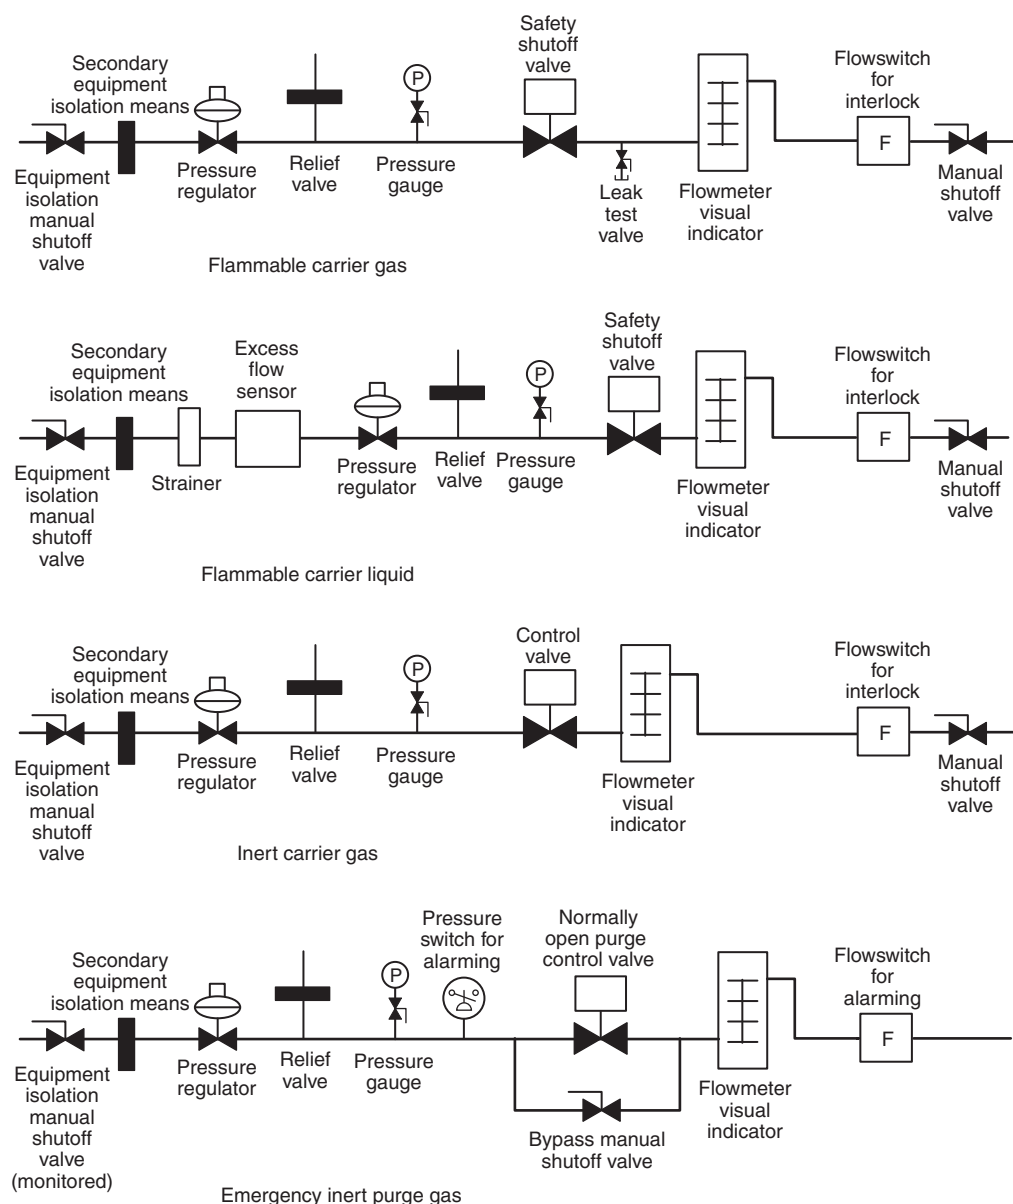 Secondary
equipment
isolation means
P
Safety
shutoff
valve
Flowswitch
for
interlock
F
Equipment
isolation
manual
shutoff
valve
Pressure
regulator
Relief
valve
Pressure
gauge
Leak
test
valve
Flowmeter
visual
indicator
Manual
shutoff
valve
Flammable carrier gas
Secondary
equipment
isolation means
Excess
flow
sensor
P
Safety
shutoff
valve
Flowswitch
for
interlock
F
Equipment
isolation
manual
shutoff
valve
Strainer
Pressure
regulator
Relief
valve
Pressure
gauge
Flowmeter
visual
indicator
Manual
shutoff
valve
Flammable carrier liquid
Secondary
equipment
isolation means
P
Control
valve
Flowswitch
for
interlock
F
Equipment
isolation
manual
shutoff
valve
Pressure
regulator
Relief
valve
Pressure
gauge
Flowmeter
visual
indicator
Manual
shutoff
valve
Inert carrier gas
Secondary
equipment
isolation means
P
Pressure
switch for
alarming
Normally
open purge
control valve
Flowswitch
for
alarming
F
Equipment
isolation
manual
shutoff
valve
(monitored)
Pressure
regulator
Relief
valve
Pressure
gauge
Bypass manual
shutoff valve
Flowmeter
visual
indicator
Emergency inert purge gas